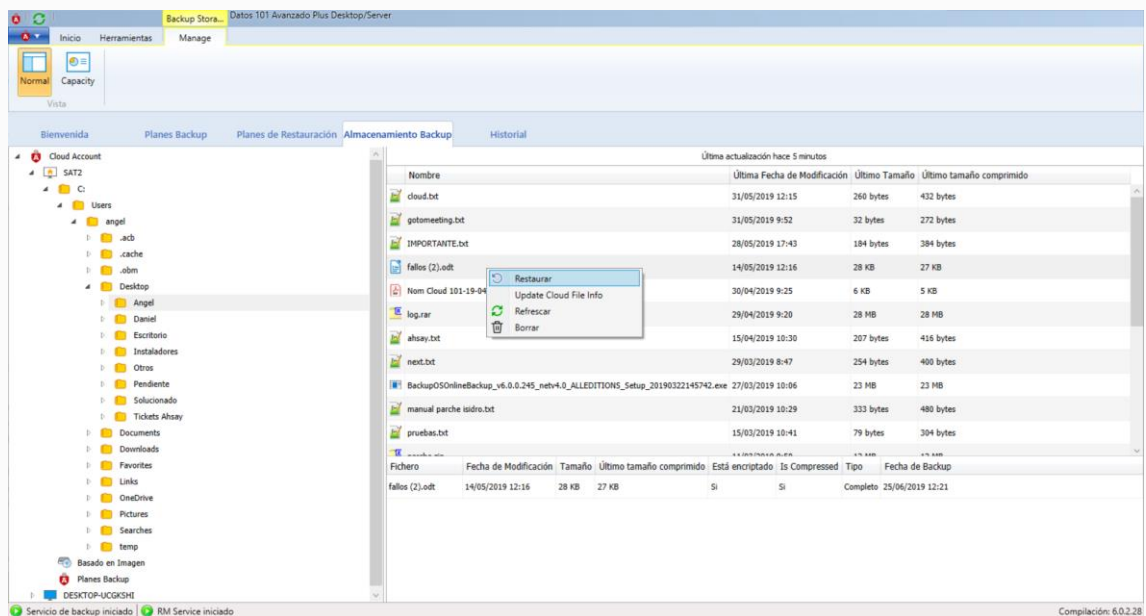 Backup Stora... Datos 101 Avanzado Plus Desktop/Server
Inicio Herramientas Manage
Normal Capacity
Vista
Bienvenida Planes Backup Planes de Restauración Almacenamiento Backup Historial
Cloud Account
SAT2
C:
Users
angel
.acb
.cache
.obm
Desktop
Angel
Daniel
Escritorio
Instaladores
Otros
Pendiente
Solucionado
Tickets Ahsay
Documents
Downloads
Favorites
Links
OneDrive
Pictures
Searches
temp
Basado en Imagen
Planes Backup
DESKTOP-UCGKSHI
Última actualización hace 5 minutos
Nombre Última Fecha de Modificación Último Tamaño Último tamaño comprimido
cloud.txt 31/05/2019 12:15 260 bytes 432 bytes
gotomeeting.txt 31/05/2019 9:52 32 bytes 272 bytes
IMPORTANTE.txt 28/05/2019 17:43 184 bytes 384 bytes
fallos (2).odt 14/05/2019 12:16 28 KB 27 KB
Nom Cloud 101-19-04 30/04/2019 9:25 6 KB 5 KB
log.rar 29/04/2019 9:20 28 MB 28 MB
ahsay.txt 15/04/2019 10:30 207 bytes 416 bytes
next.txt 29/03/2019 8:47 254 bytes 400 bytes
BackupOSOnlineBackup_v6.0.0.245_netv4.0_ALLEDITIONS_Setup_20190322145742.exe 27/03/2019 10:06 23 MB 23 MB
manual parche isidro.txt 21/03/2019 10:29 333 bytes 480 bytes
pruebas.txt 15/03/2019 10:41 79 bytes 304 bytes
Restaurar
Update Cloud File Info
Refrescar
Borrar
Fichero Fecha de Modificación Tamaño Último tamaño comprimido Está encriptado Is Compressed Tipo Fecha de Backup
fallos (2).odt 14/05/2019 12:16 28 KB 27 KB Si Si Completo 25/06/2019 12:21
Servicio de backup iniciado RM Service iniciado Compilación: 6.0.2.28